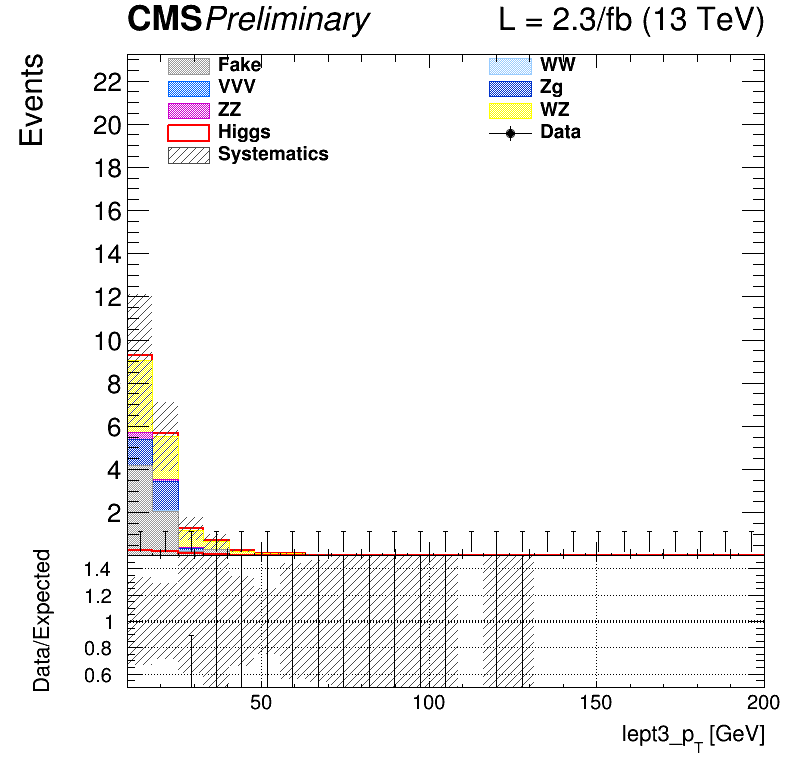 CMS Preliminary L = 2.3/fb (13 TeV)
Events
Fake WW
VVV Zg
ZZ WZ
Higgs Data
Systematics
22
20
18
16
14
12
10
8
6
4
2
Data/Expected
1.4
1.2
1
0.8
0.6
50 100 150 200
lept3_p_T [GeV]